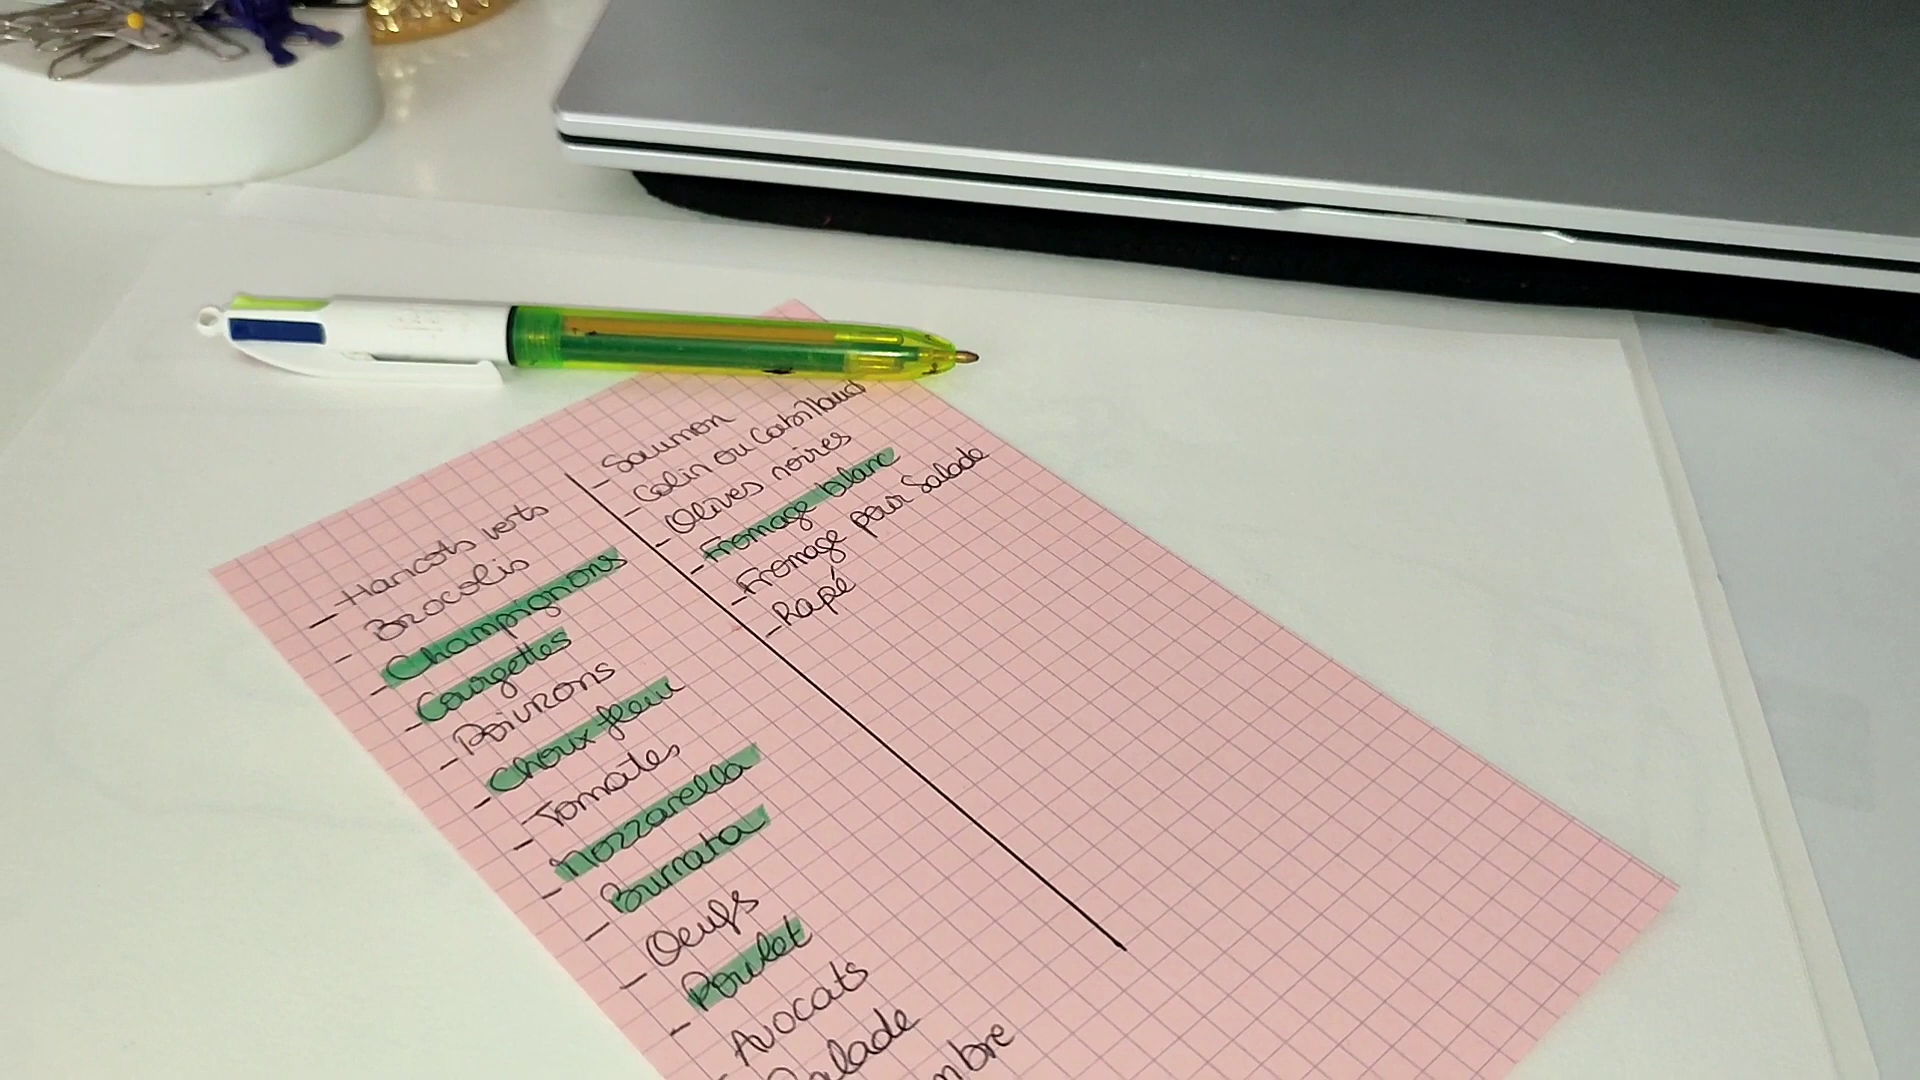 - Haricots verts
- Brocolis
- Champignons
- Courgettes
- Poivrons
- Choux fleur
- Tomates
- Mozzarella
- Burrata
- Oeufs
- Poulet
- Avocats
- Salade
- Saumon
- Colin ou Cabillaud
- Olives noires
- Fromage blanc
- Fromage pour Salade
- Rapé